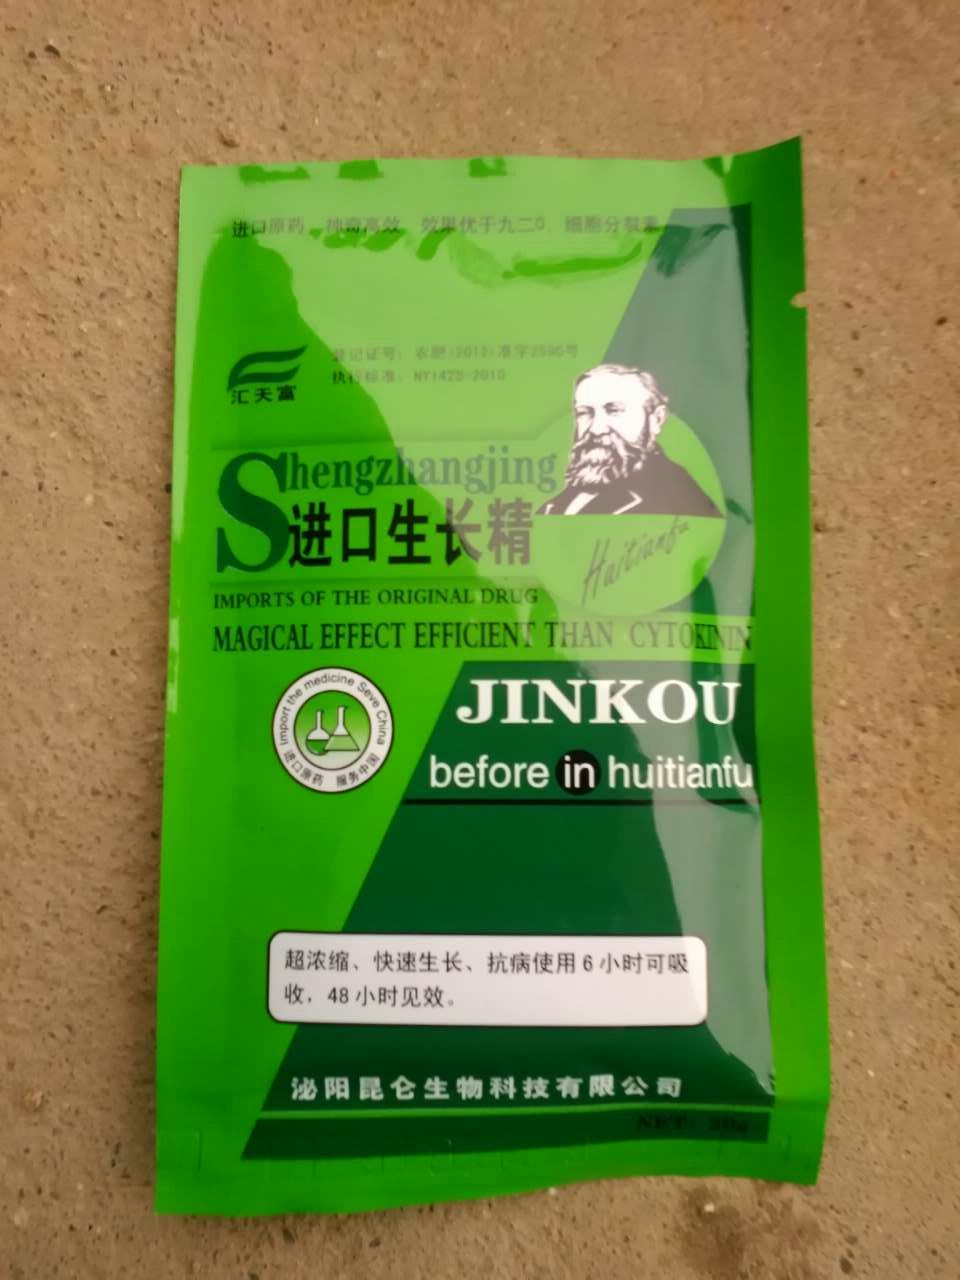 进口原药 神奇高效 效果优于九二0 细胞分裂素
登记证号：农肥(2012)准字2596号
执行标准：NY1428-2010
汇天富
Shengzhangjing
进口生长精
Huitianfu
IMPORTS OF THE ORIGINAL DRUG
MAGICAL EFFECT EFFICIENT THAN CYTOKININ
Import the medicine Seve China
进口原药 服务中国
JINKOU
before in huitianfu
超浓缩、快速生长、抗病使用6小时可吸
收，48小时见效。
泌阳昆仑生物科技有限公司
NET: